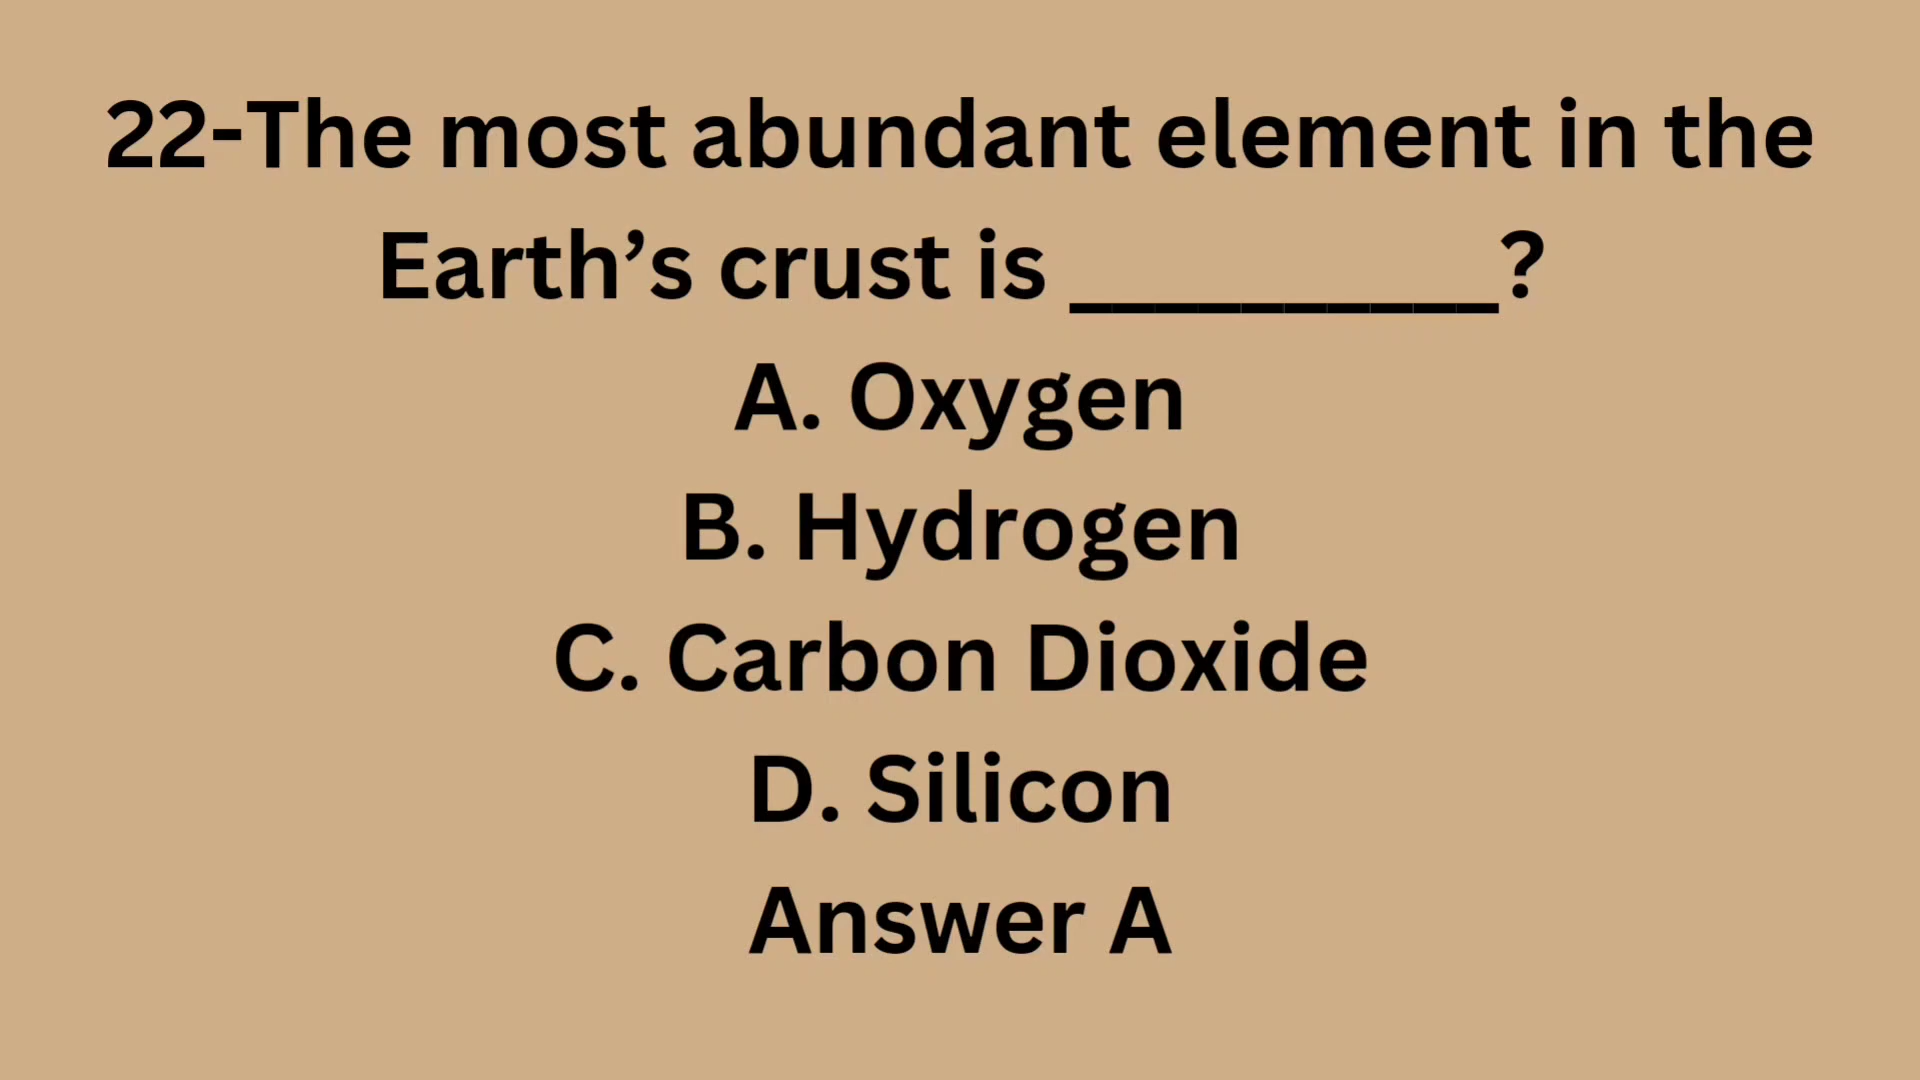 22-The most abundant element in the
Earth’s crust is __________?
A. Oxygen
B. Hydrogen
C. Carbon Dioxide
D. Silicon
Answer A